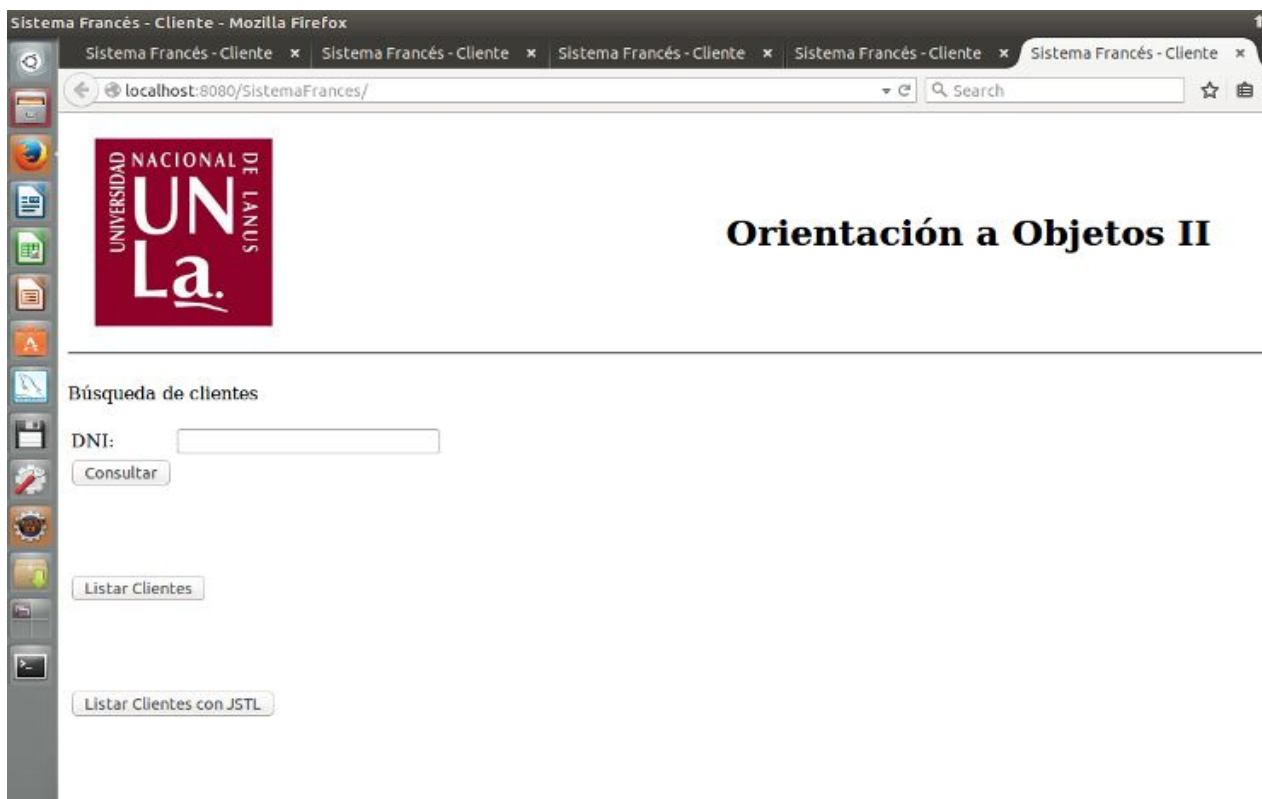 Sistema Francés - Cliente - Mozilla Firefox
Sistema Francés - Cliente × Sistema Francés - Cliente × Sistema Francés - Cliente × Sistema Francés - Cliente × Sistema Francés - Cliente ×
localhost:8080/SistemaFrances/ Search
UNIVERSIDAD NACIONAL DE LANUS
UN
La.
Orientación a Objetos II
Búsqueda de clientes
DNI:
Consultar
Listar Clientes
Listar Clientes con JSTL